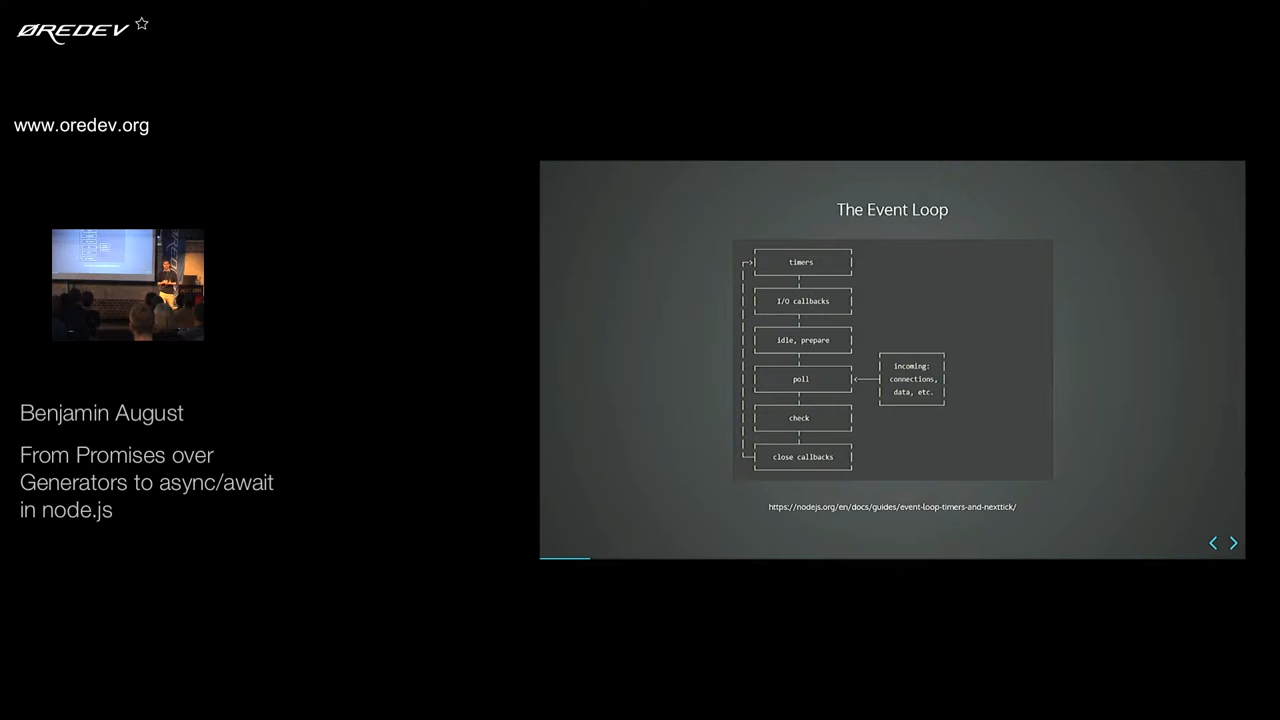 ØREDEV
www.oredev.org
Benjamin August
From Promises over
Generators to async/await
in node.js
The Event Loop
timers
I/O callbacks
idle, prepare
poll
incoming:
connections,
data, etc.
check
close callbacks
https://nodejs.org/en/docs/guides/event-loop-timers-and-nexttick/